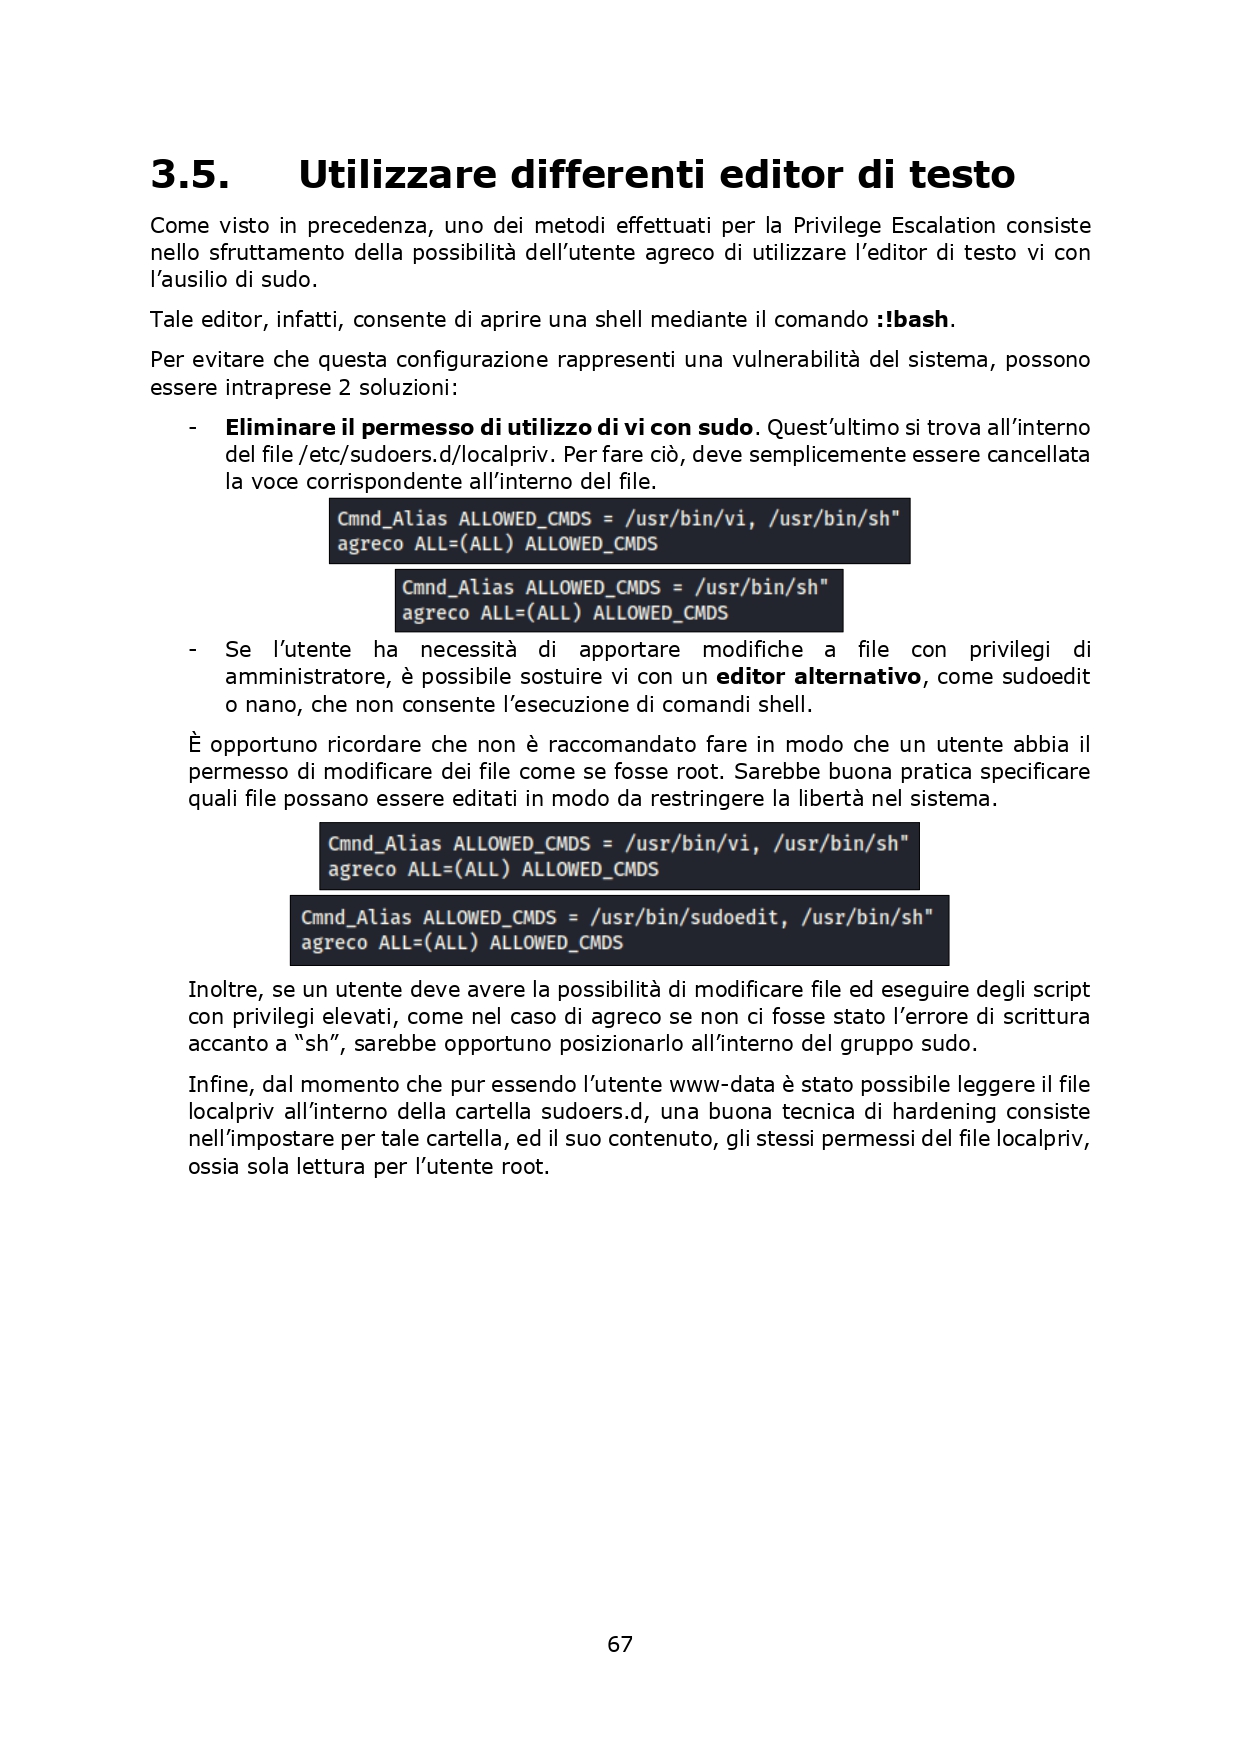 3.5. Utilizzare differenti editor di testo
Come visto in precedenza, uno dei metodi effettuati per la Privilege Escalation consiste
nello sfruttamento della possibilità dell’utente agreco di utilizzare l’editor di testo vi con
l’ausilio di sudo.
Tale editor, infatti, consente di aprire una shell mediante il comando :!bash.
Per evitare che questa configurazione rappresenti una vulnerabilità del sistema, possono
essere intraprese 2 soluzioni:
- Eliminare il permesso di utilizzo di vi con sudo. Quest’ultimo si trova all’interno
del file /etc/sudoers.d/localpriv. Per fare ciò, deve semplicemente essere cancellata
la voce corrispondente all’interno del file.
Cmnd_Alias ALLOWED_CMDS = /usr/bin/vi, /usr/bin/sh"
agreco ALL=(ALL) ALLOWED_CMDS
Cmnd_Alias ALLOWED_CMDS = /usr/bin/sh"
agreco ALL=(ALL) ALLOWED_CMDS
- Se l’utente ha necessità di apportare modifiche a file con privilegi di
amministratore, è possibile sostuire vi con un editor alternativo, come sudoedit
o nano, che non consente l’esecuzione di comandi shell.
È opportuno ricordare che non è raccomandato fare in modo che un utente abbia il
permesso di modificare dei file come se fosse root. Sarebbe buona pratica specificare
quali file possano essere editati in modo da restringere la libertà nel sistema.
Cmnd_Alias ALLOWED_CMDS = /usr/bin/vi, /usr/bin/sh"
agreco ALL=(ALL) ALLOWED_CMDS
Cmnd_Alias ALLOWED_CMDS = /usr/bin/sudoedit, /usr/bin/sh"
agreco ALL=(ALL) ALLOWED_CMDS
Inoltre, se un utente deve avere la possibilità di modificare file ed eseguire degli script
con privilegi elevati, come nel caso di agreco se non ci fosse stato l’errore di scrittura
accanto a “sh”, sarebbe opportuno posizionarlo all’interno del gruppo sudo.
Infine, dal momento che pur essendo l’utente www-data è stato possibile leggere il file
localpriv all’interno della cartella sudoers.d, una buona tecnica di hardening consiste
nell’impostare per tale cartella, ed il suo contenuto, gli stessi permessi del file localpriv,
ossia sola lettura per l’utente root.
67